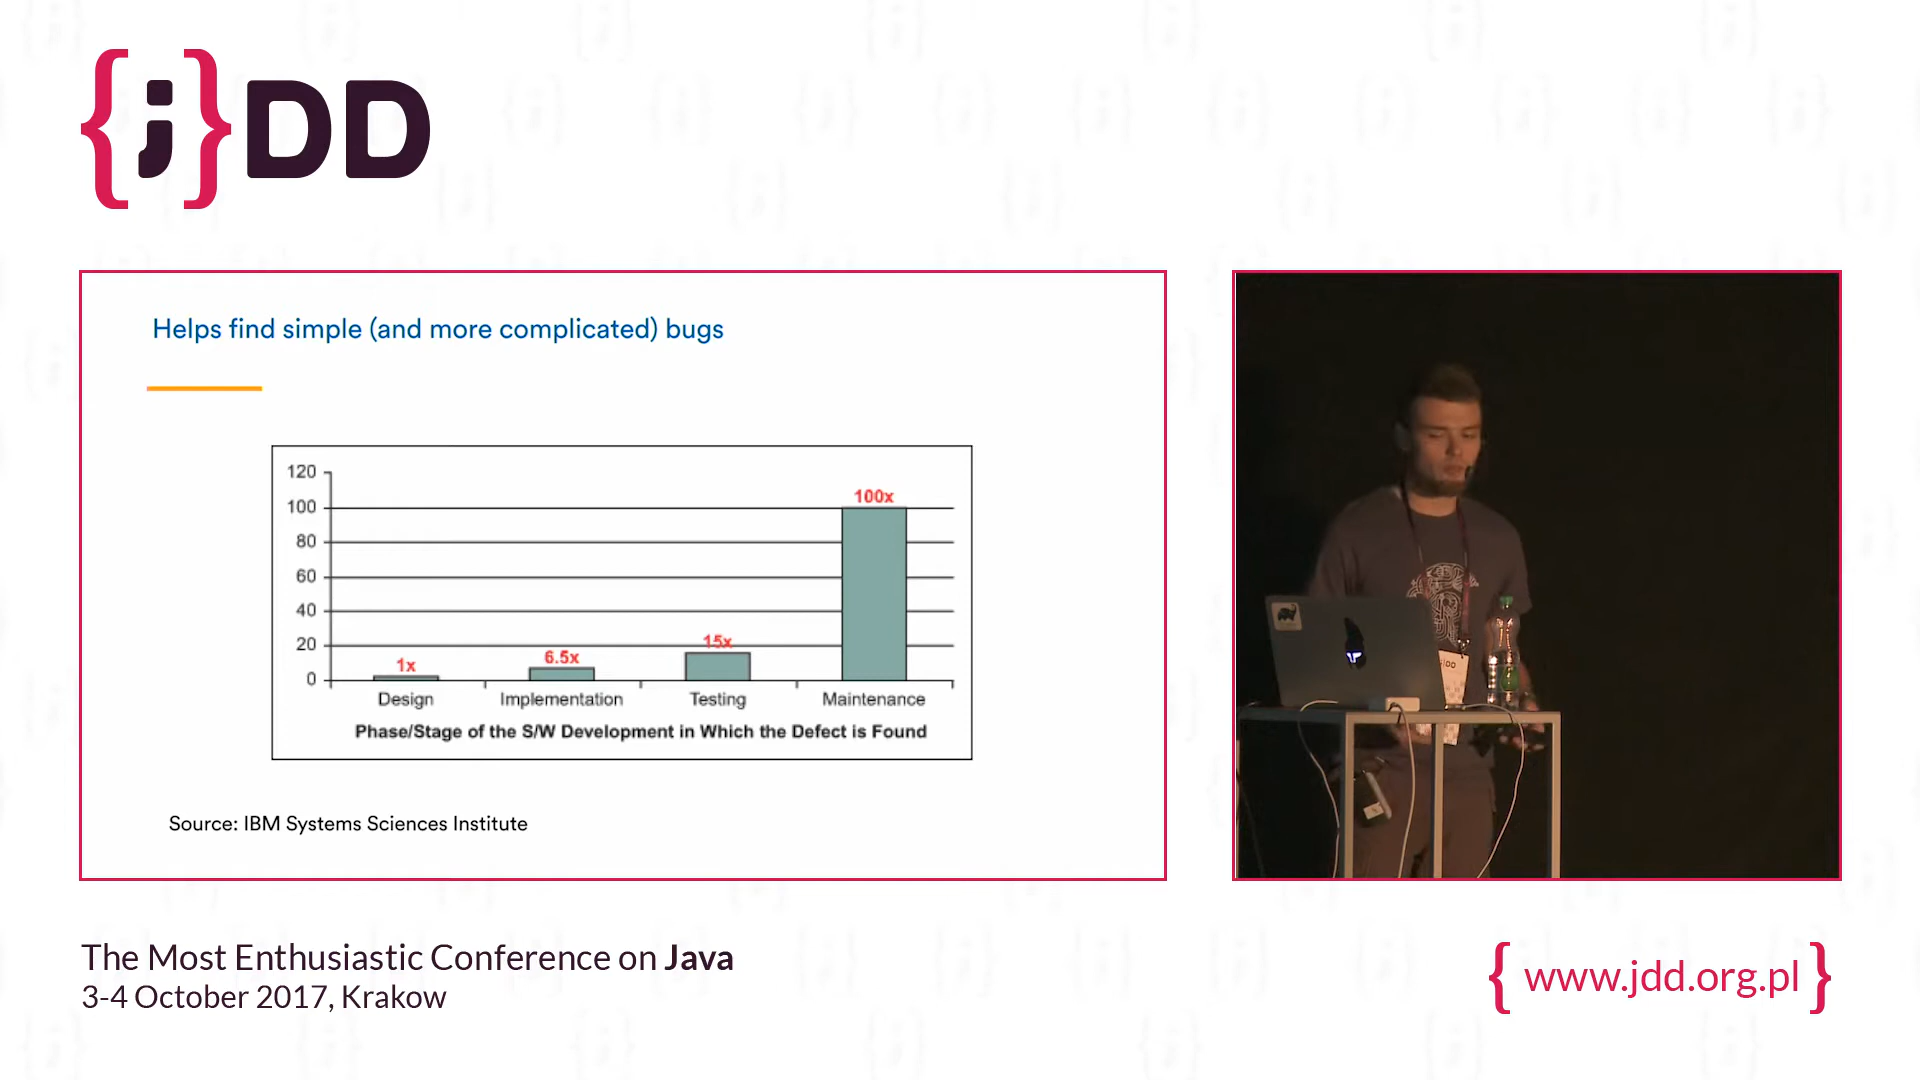 {;}DD
Helps find simple (and more complicated) bugs
120
100
80
60
40
20
0
1x
6.5x
15x
100x
Design
Implementation
Testing
Maintenance
Phase/Stage of the S/W Development in Which the Defect is Found
Source: IBM Systems Sciences Institute
The Most Enthusiastic Conference on Java
3-4 October 2017, Krakow
{ www.jdd.org.pl }